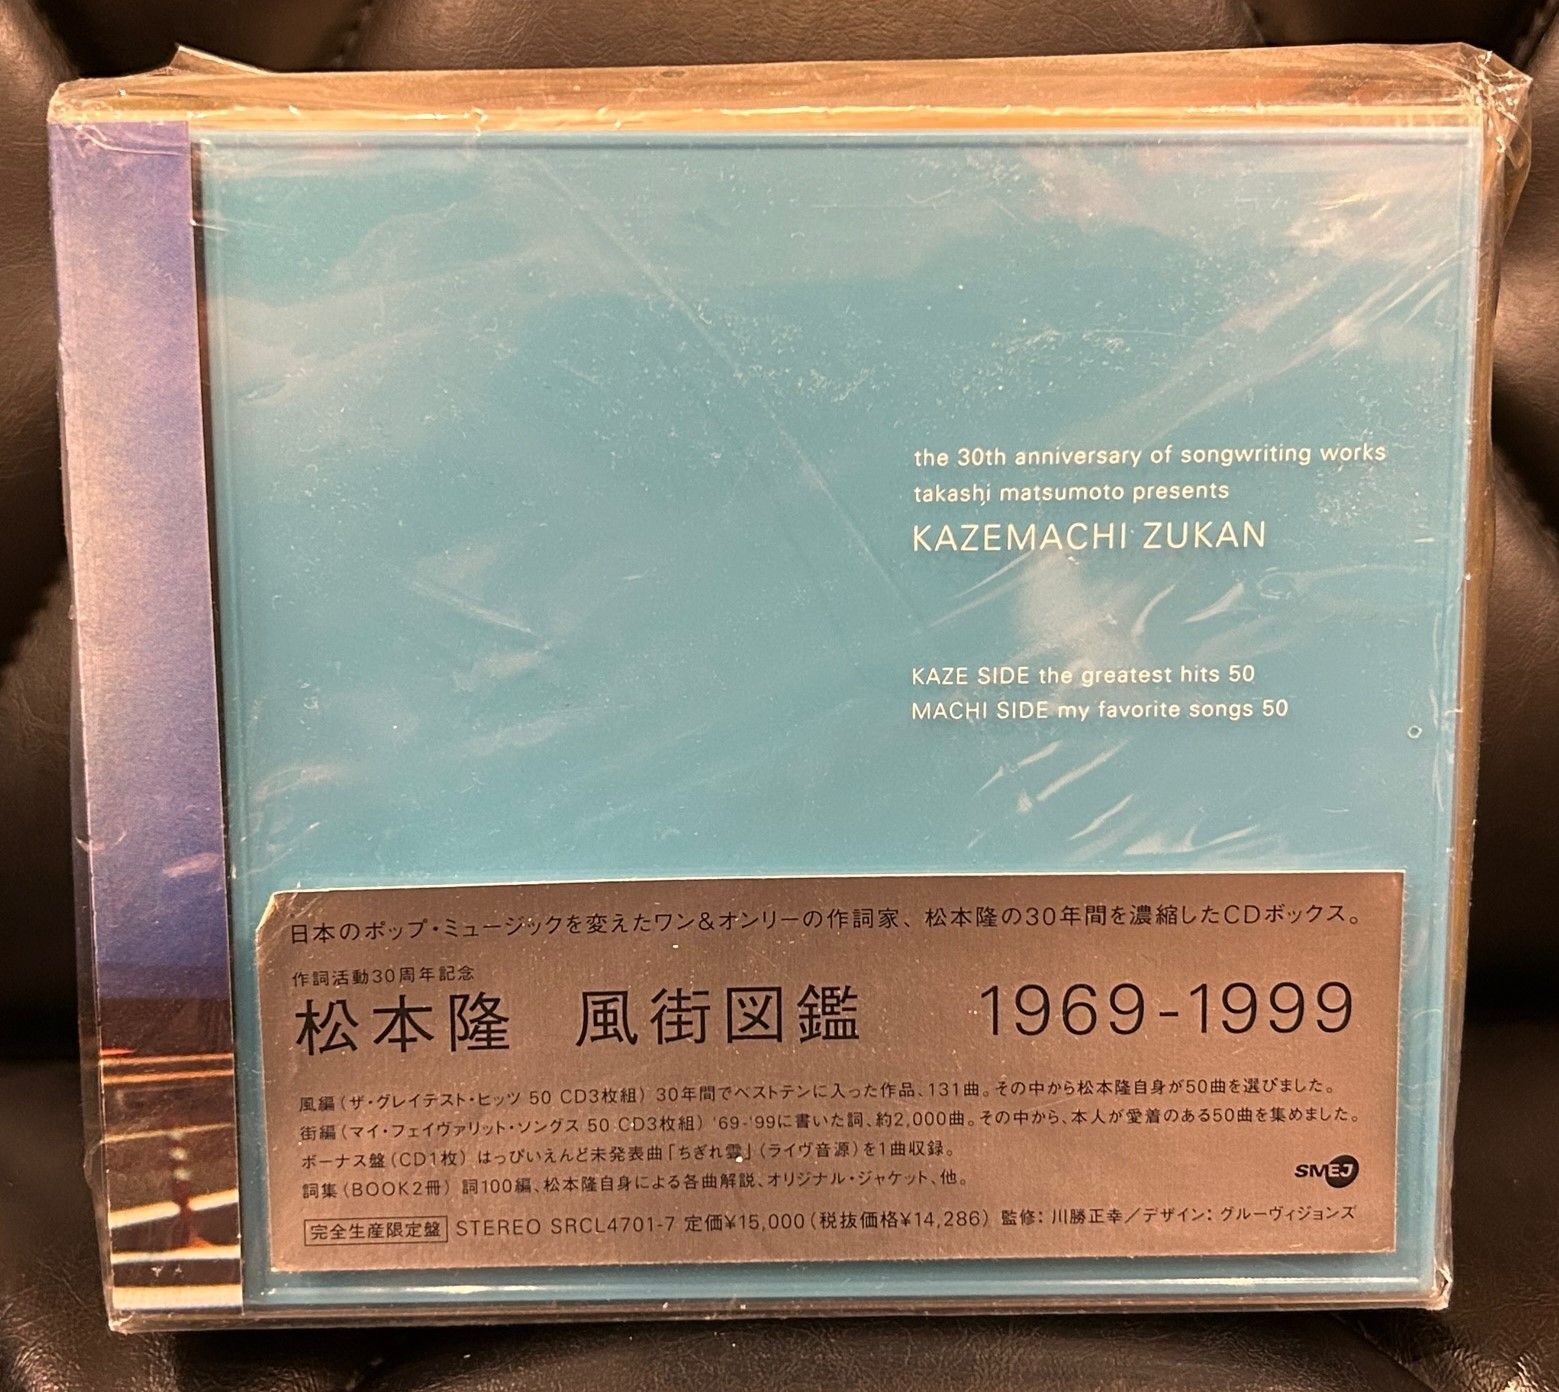 the 30th anniversary of songwriting works
takashi matsumoto presents
KAZEMACHI ZUKAN
KAZE SIDE the greatest hits 50
MACHI SIDE my favorite songs 50
日本のポップ・ミュージックを変えたワン&オンリーの作詞家、松本隆の30年間を濃縮したCDボックス。
作詞活動30周年記念
松本隆 風街図鑑 1969-1999
風編(ザ・グレイテスト・ヒッツ 50 CD3枚組) 30年間でベストテンに入った作品、131曲。その中から松本隆自身が50曲を選びました。
街編(マイ・フェイヴァリット・ソングス 50 CD3枚組) '69-'99に書いた詞、約2,000曲。その中から、本人が愛着のある50曲を集めました。
ボーナス盤(CD1枚) はっぴいえんど未発表曲「ちぎれ雲」(ライヴ音源)を1曲収録。
詞集(BOOK2冊) 詞100編、松本隆自身による各曲解説、オリジナル・ジャケット、他。
SMEJ
完全生産限定盤 STEREO SRCL4701-7 定価¥15,000(税抜価格¥14,286) 監修: 川勝正幸/デザイン: グルーヴィジョンズ